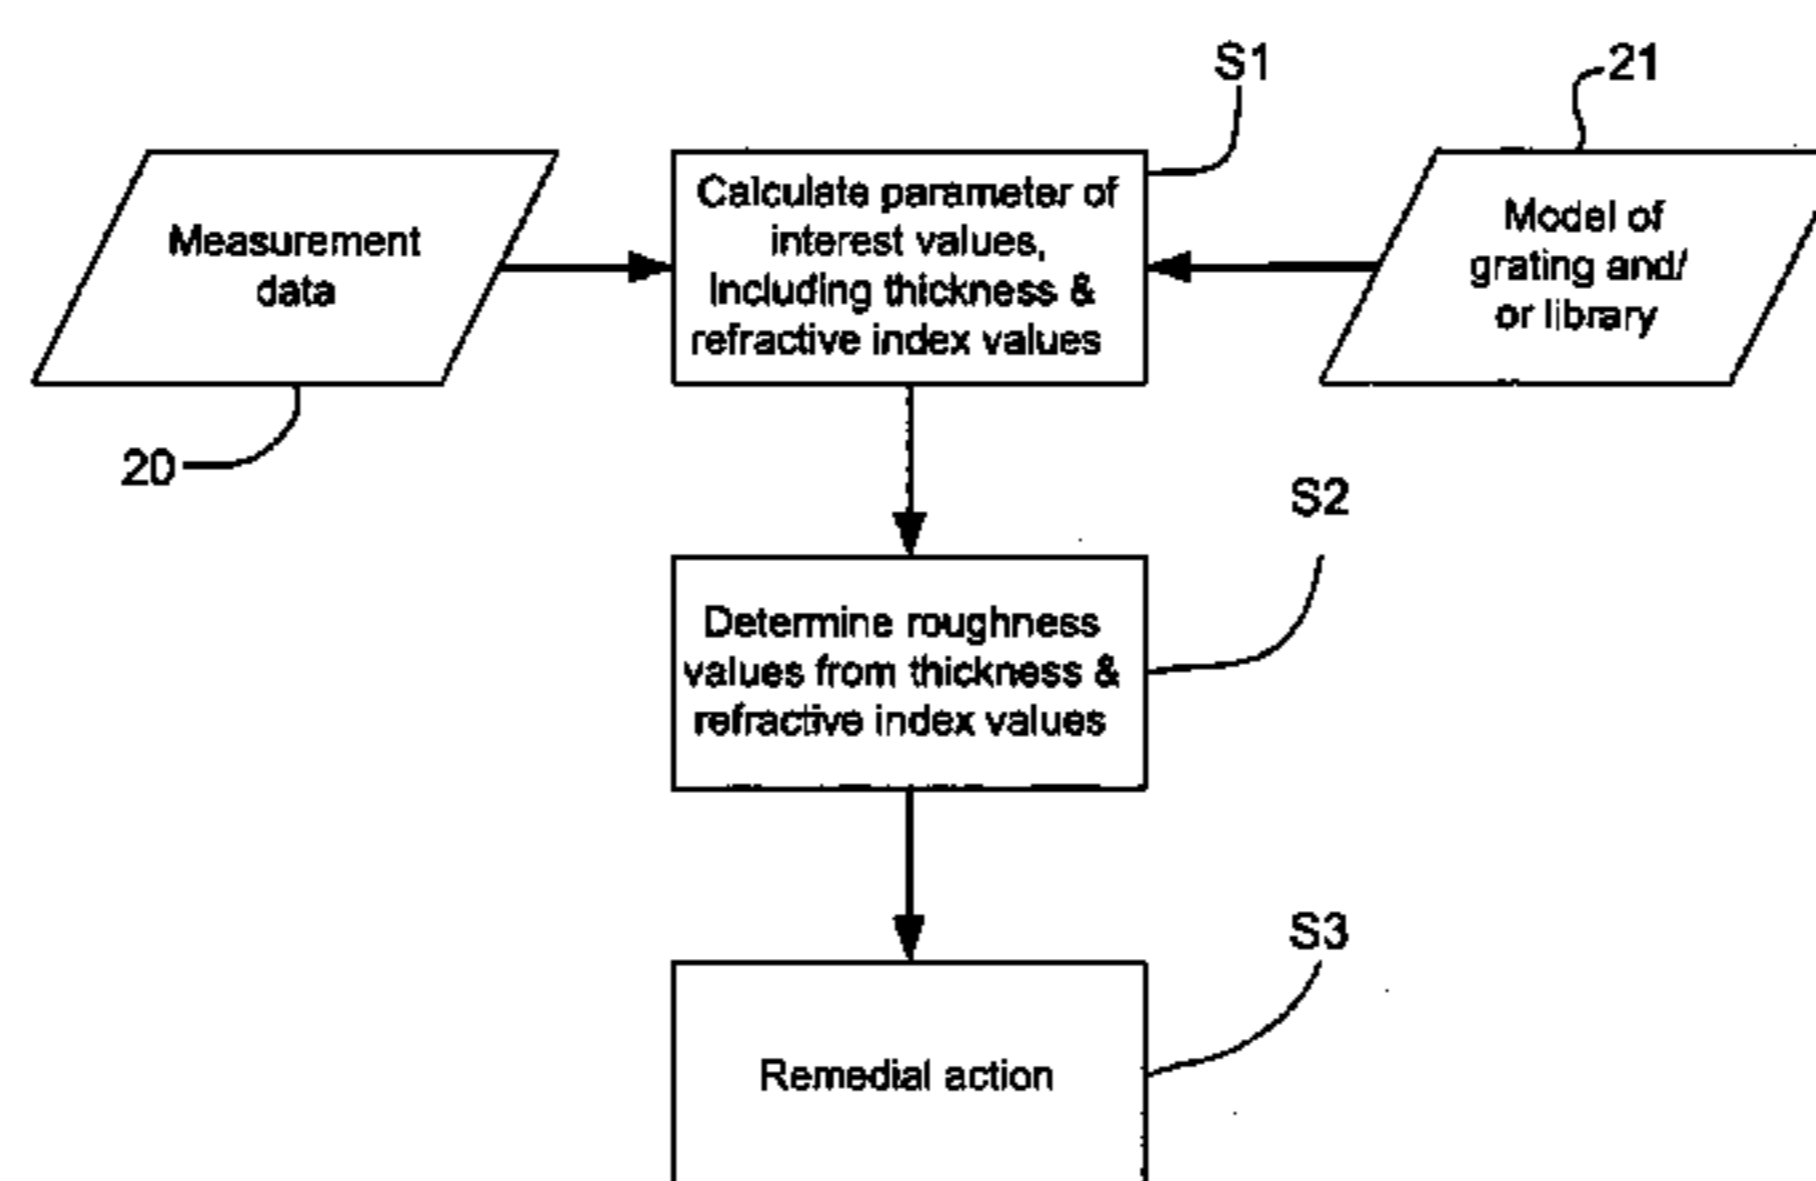 S1
21
Measurement
data
Calculate parameter of
interest values,
Including thickness &
refractive index values
Model of
grating and/
or library
20
S2
Determine roughness
values from thickness &
refractive index values
S3
Remedial action